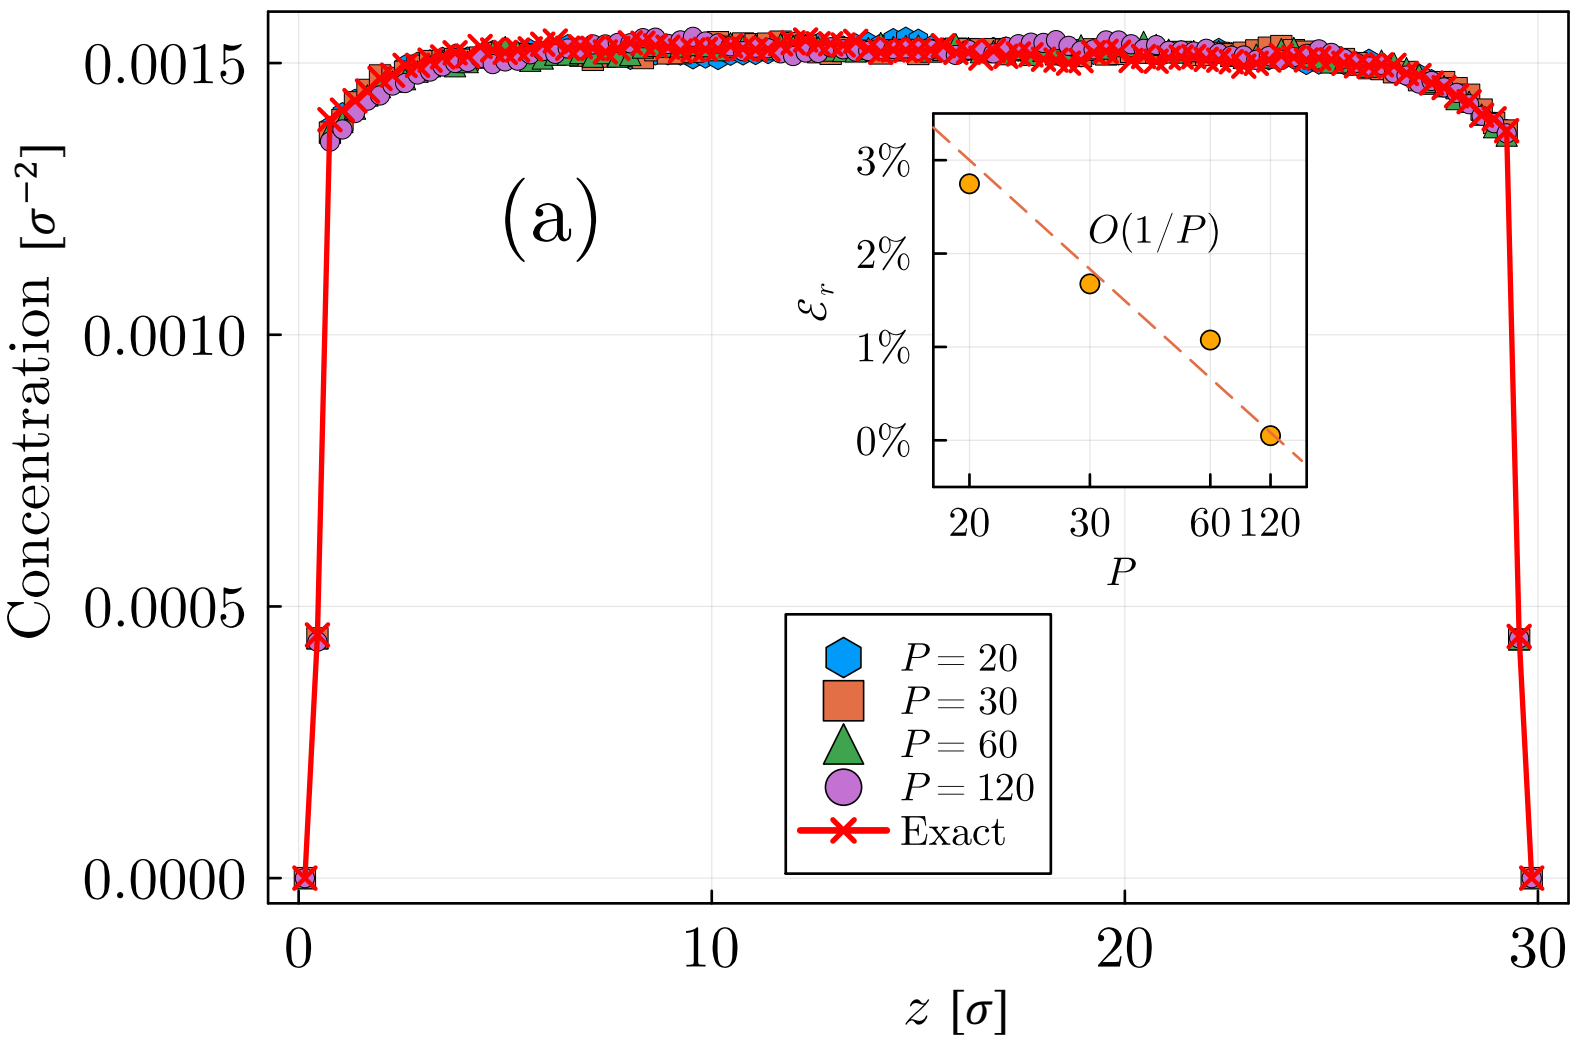 0.0015
0.0010
0.0005
0.0000
Concentration [σ⁻²]
(a)
3%
2%
1%
0%
ℰᵣ
O(1/P)
20 30 60 120
P
P = 20
P = 30
P = 60
P = 120
Exact
0 10 20 30
z [σ]